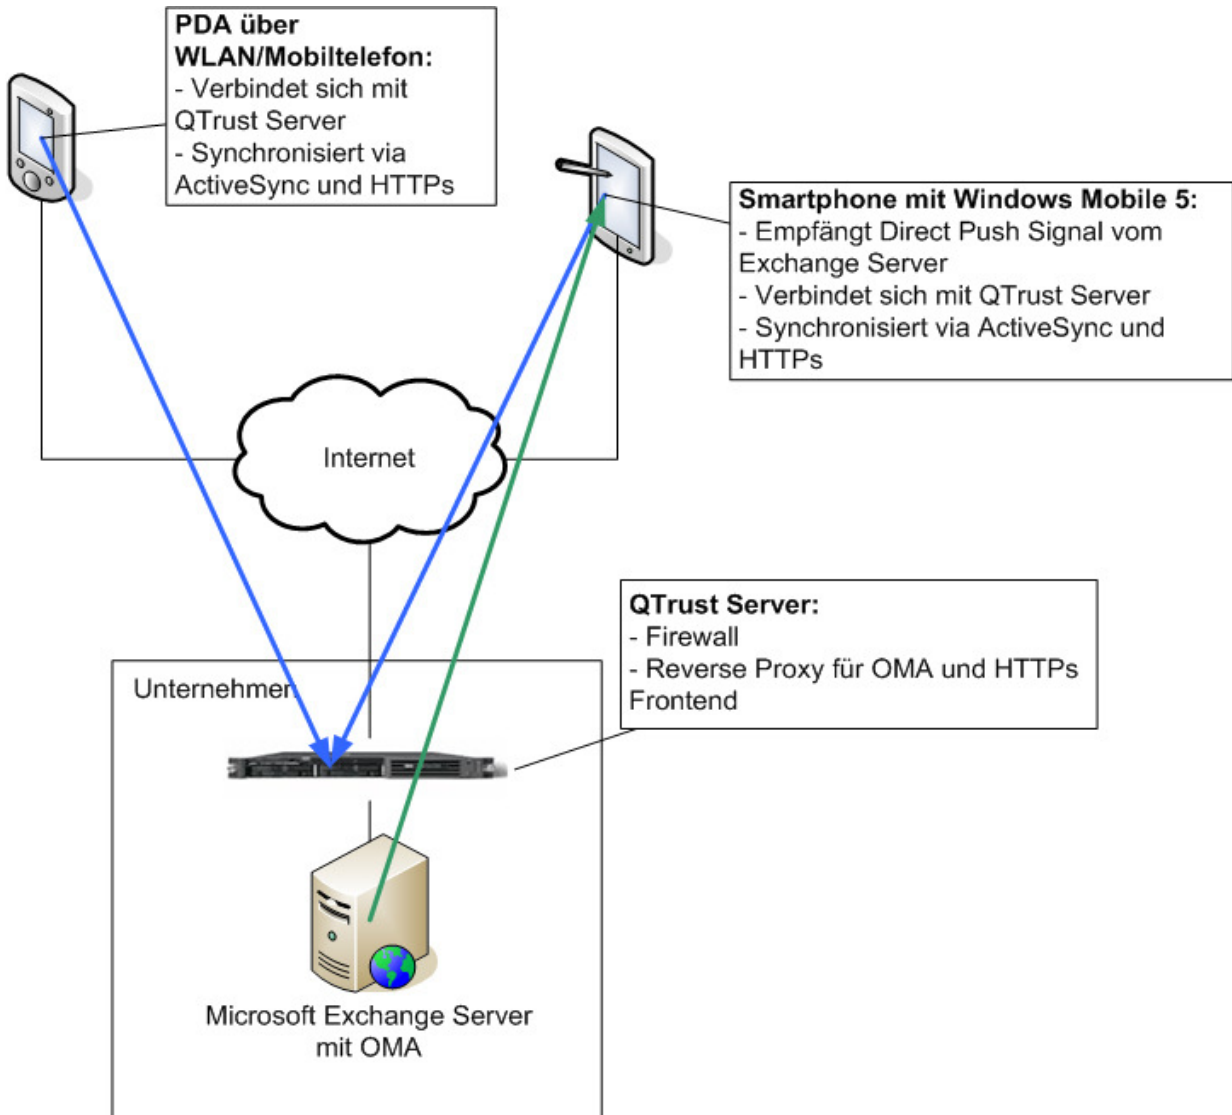 PDA über
WLAN/Mobiltelefon:
- Verbindet sich mit
QTrust Server
- Synchronisiert via
ActiveSync und HTTPs
Smartphone mit Windows Mobile 5:
- Empfängt Direct Push Signal vom
Exchange Server
- Verbindet sich mit QTrust Server
- Synchronisiert via ActiveSync und
HTTPs
Internet
QTrust Server:
- Firewall
- Reverse Proxy für OMA und HTTPs
Frontend
Unternehmen
Microsoft Exchange Server
mit OMA